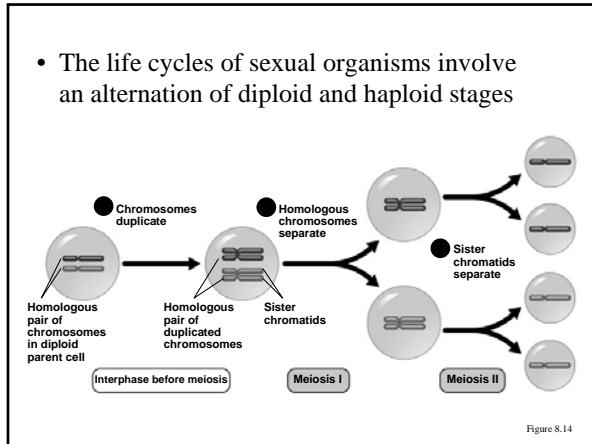 • The life cycles of sexual organisms involve
an alternation of diploid and haploid stages
Chromosomes
duplicate
Homologous
chromosomes
separate
Sister
chromatids
separate
Homologous
pair of
chromosomes
in diploid
parent cell
Homologous
pair of
duplicated
chromosomes
Sister
chromatids
Interphase before meiosis
Meiosis I
Meiosis II
Figure 8.14